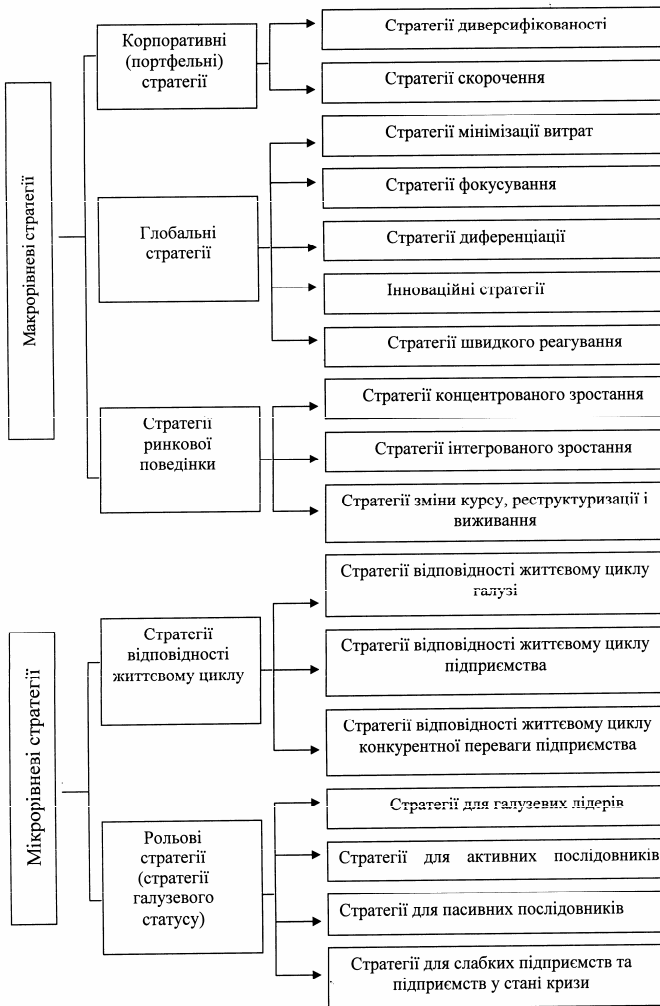 Макрорівневі стратегії
Корпоративні
(портфельні)
стратегії
Стратегії диверсифікованості
Стратегії скорочення
Глобальні
стратегії
Стратегії мінімізації витрат
Стратегії фокусування
Стратегії диференціації
Інноваційні стратегії
Стратегії швидкого реагування
Стратегії
ринкової
поведінки
Стратегії концентрованого зростання
Стратегії інтегрованого зростання
Стратегії зміни курсу, реструктуризації і
виживання
Мікрорівневі стратегії
Стратегії
відповідності
життєвому циклу
Стратегії відповідності життєвому циклу
галузі
Стратегії відповідності життєвому циклу
підприємства
Стратегії відповідності життєвому циклу
конкурентної переваги підприємства
Рольові
стратегії
(стратегії
галузевого
статусу)
Стратегії для галузевих лідерів
Стратегії для активних послідовників
Стратегії для пасивних послідовників
Стратегії для слабких підприємств та
підприємств у стані кризи